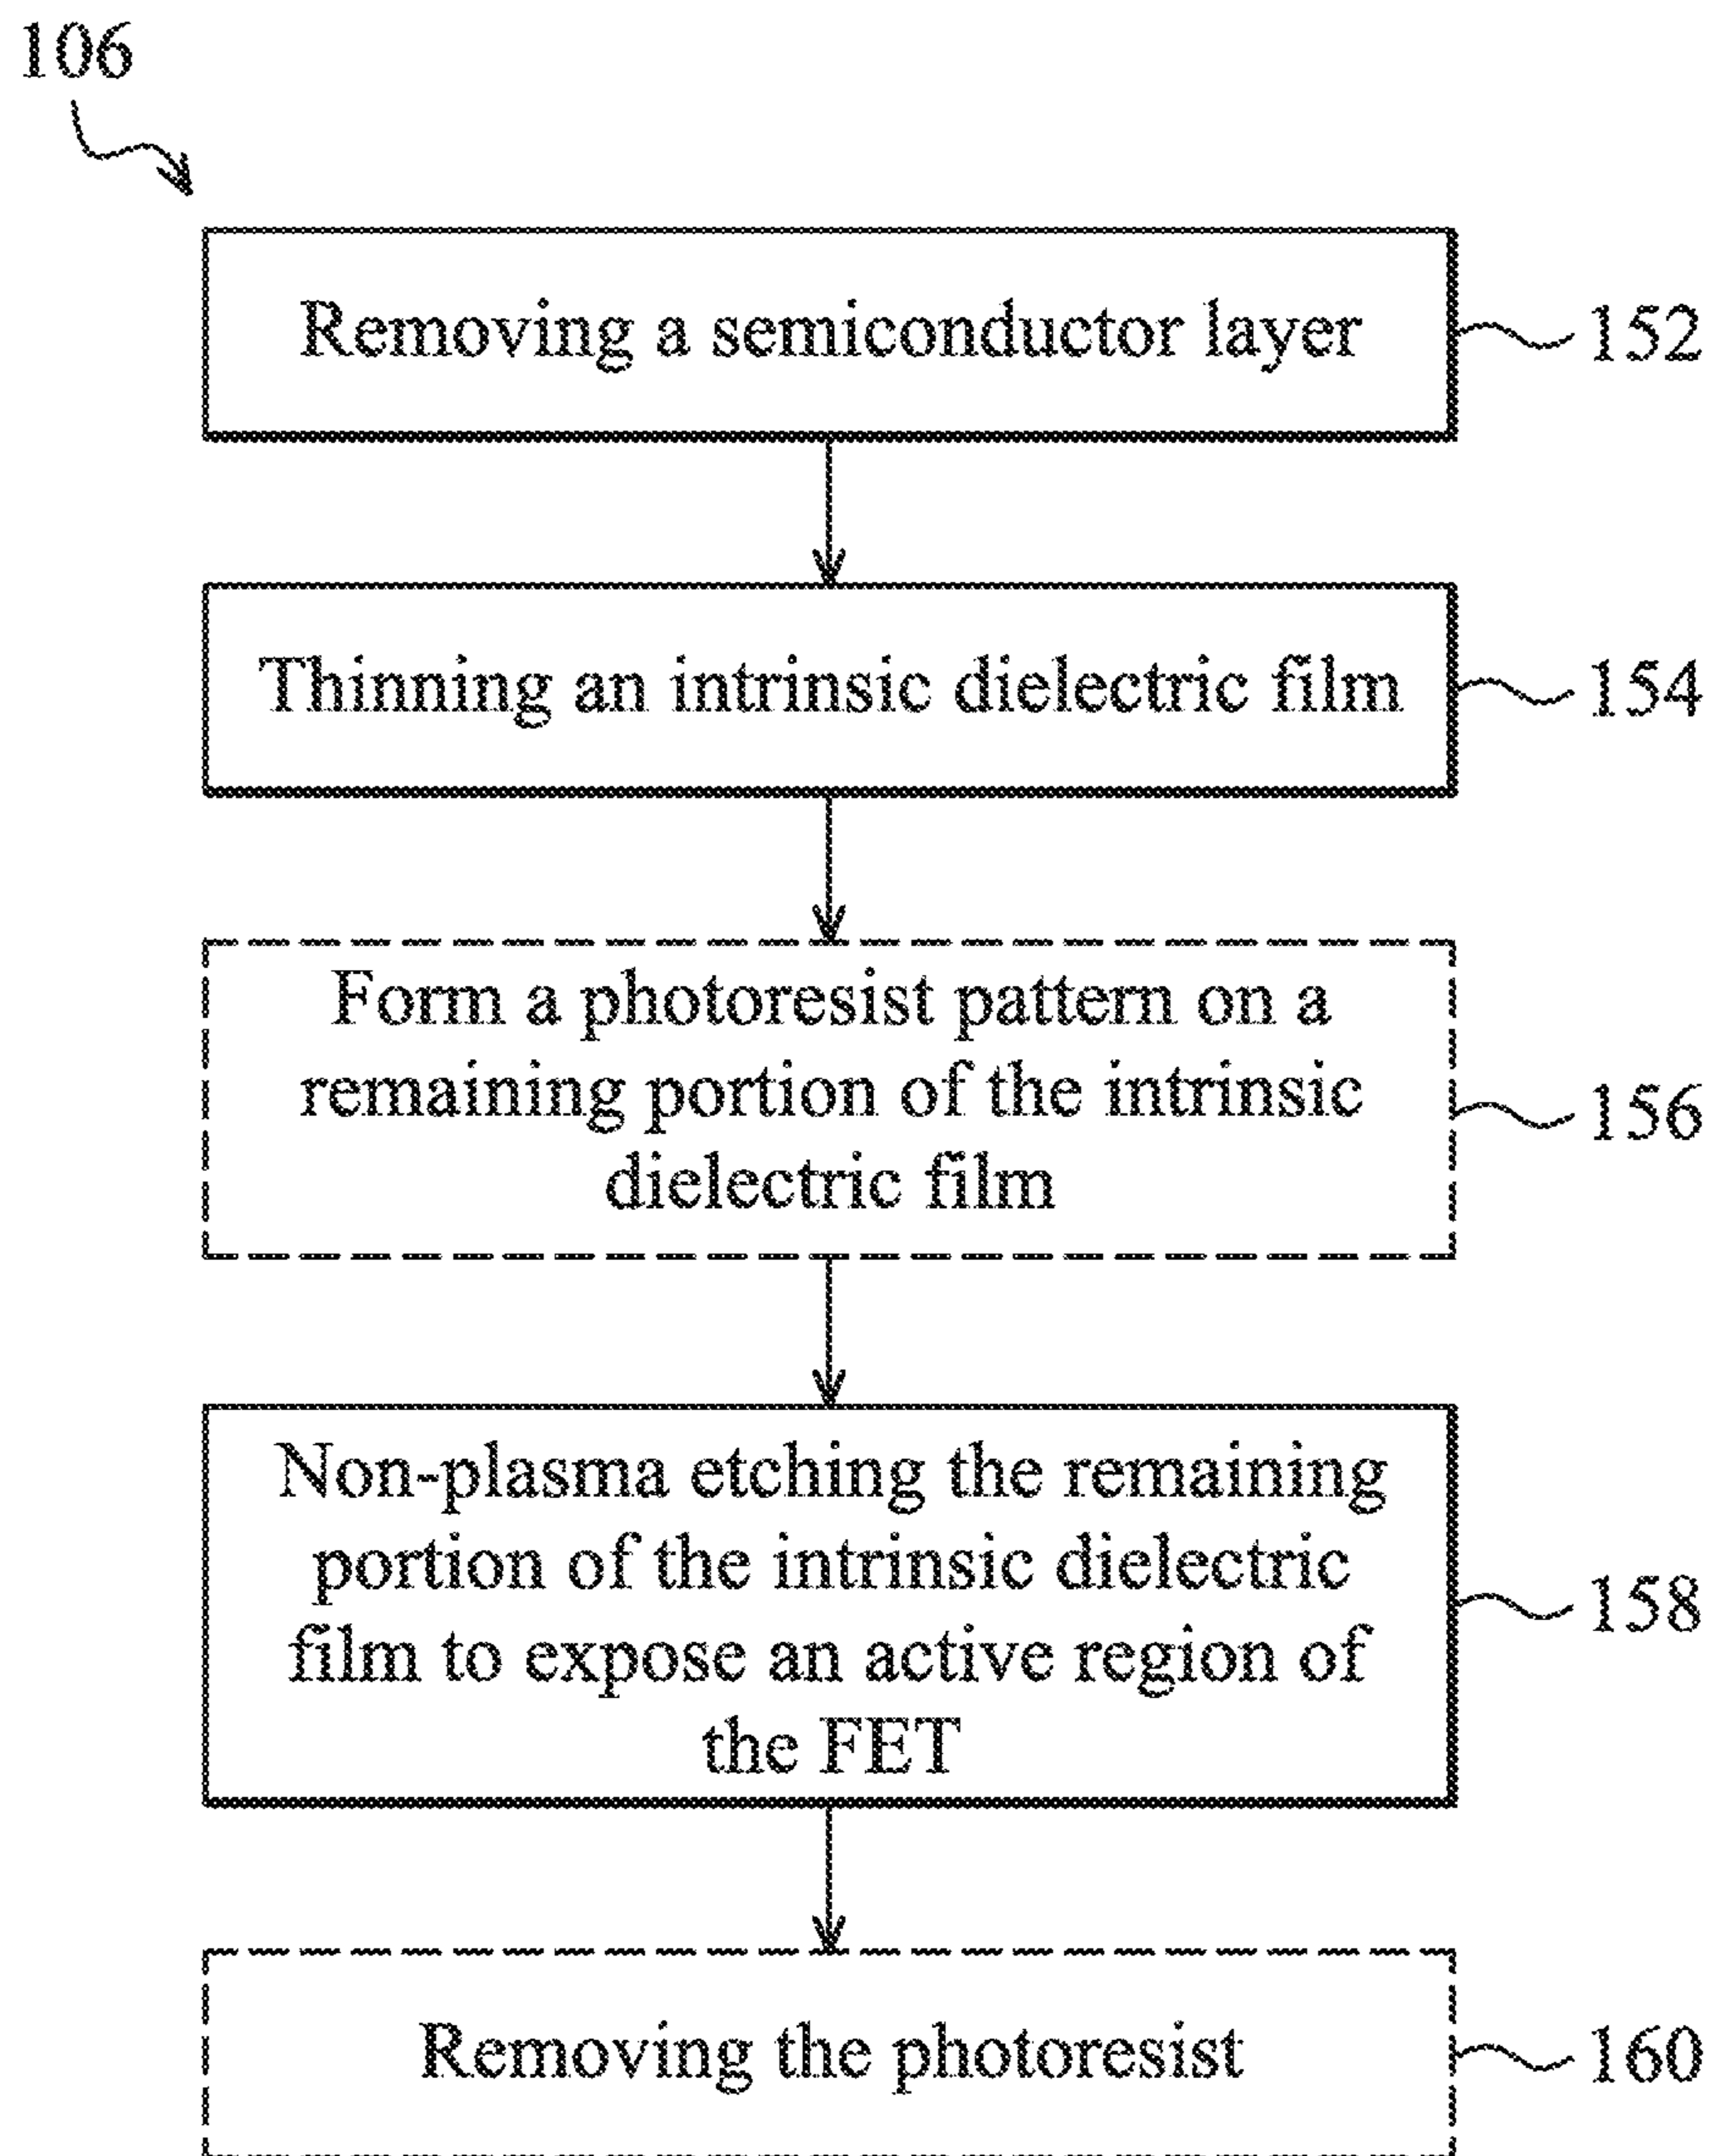 106
Removing a semiconductor layer
152
Thinning an intrinsic dielectric film
154
Form a photoresist pattern on a
remaining portion of the intrinsic
dielectric film
156
Non-plasma etching the remaining
portion of the intrinsic dielectric
film to expose an active region of
the FET
158
Removing the photoresist
160